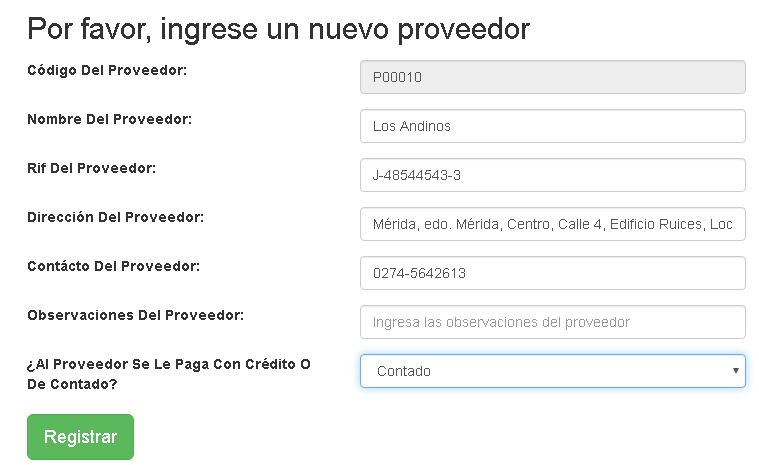 Por favor, ingrese un nuevo proveedor
Código Del Proveedor:
P00010
Nombre Del Proveedor:
Los Andinos
Rif Del Proveedor:
J-48544543-3
Dirección Del Proveedor:
Mérida, edo. Mérida, Centro, Calle 4, Edificio Ruices, Loc
Contácto Del Proveedor:
0274-5642613
Observaciones Del Proveedor:
Ingresa las observaciones del proveedor
¿Al Proveedor Se Le Paga Con Crédito O
De Contado?
Contado
Registrar